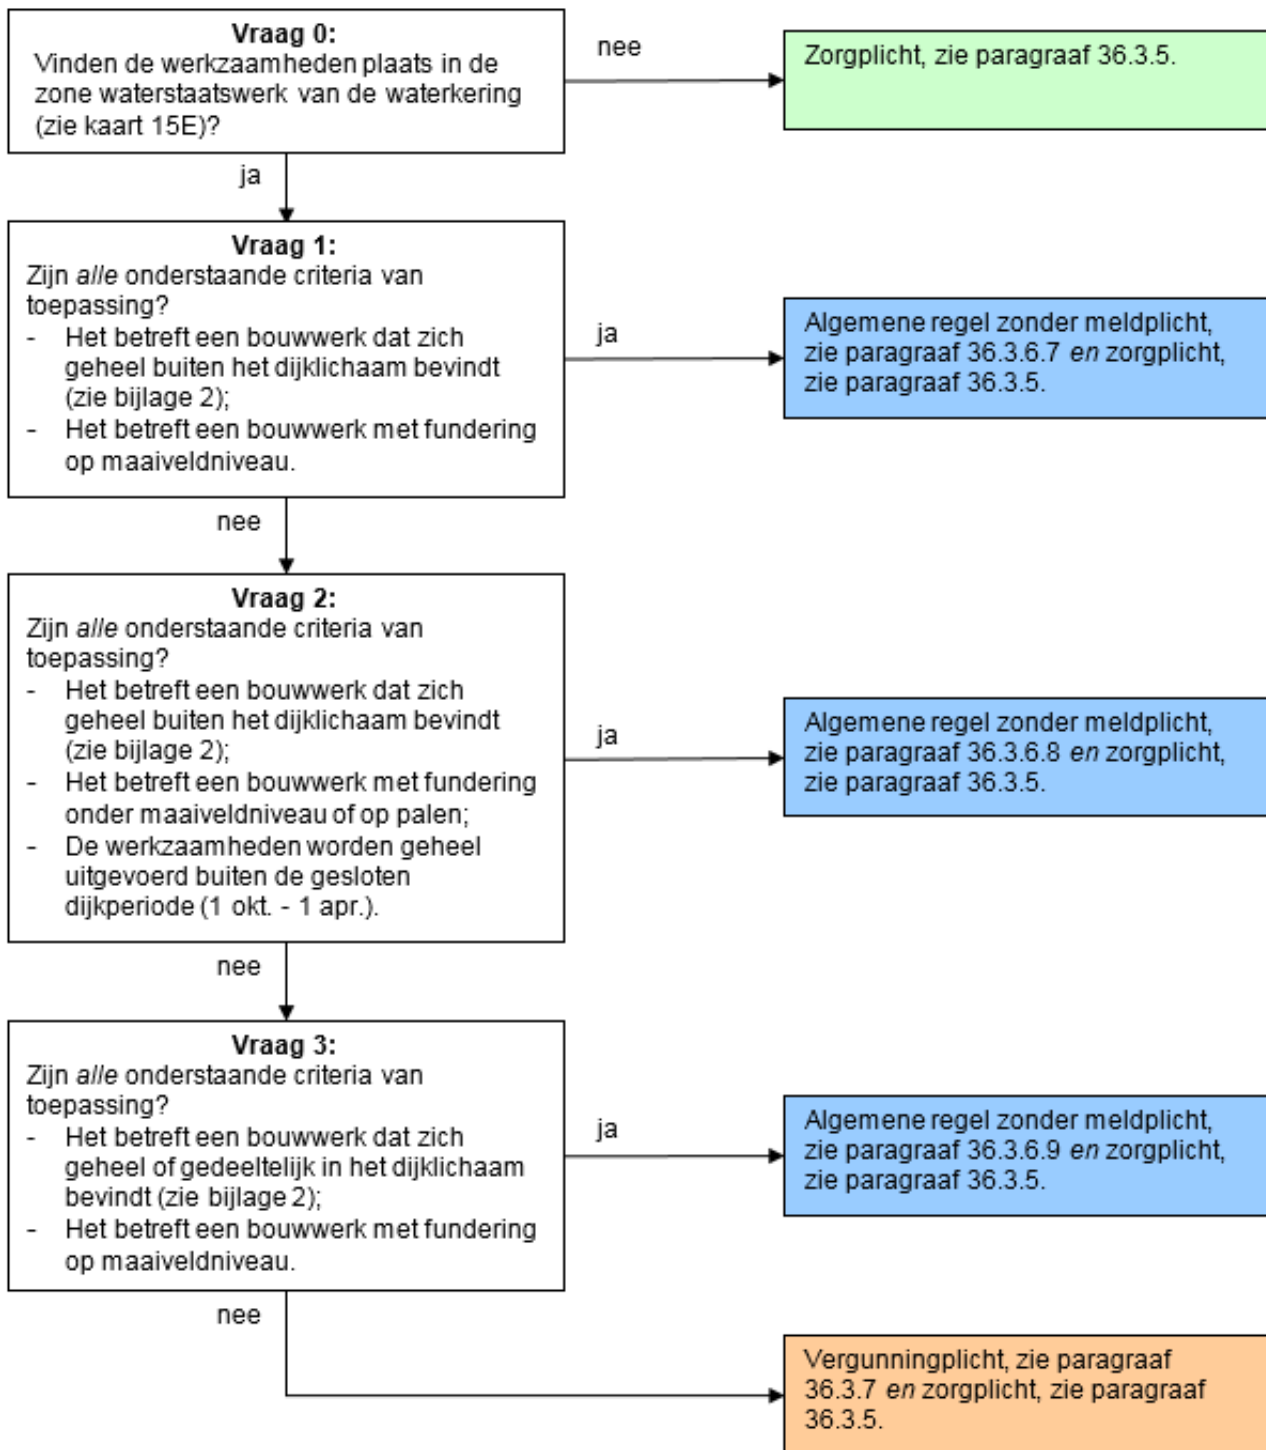 Vraag 0:
Vinden de werkzaamheden plaats in de
zone waterstaatswerk van de waterkering
(zie kaart 15E)?
nee
Zorgplicht, zie paragraaf 36.3.5.
ja
Vraag 1:
Zijn alle onderstaande criteria van
toepassing?
- Het betreft een bouwwerk dat zich
geheel buiten het dijklichaam bevindt
(zie bijlage 2);
- Het betreft een bouwwerk met fundering
op maaiveldniveau.
ja
Algemene regel zonder meldplicht,
zie paragraaf 36.3.6.7 en zorgplicht,
zie paragraaf 36.3.5.
nee
Vraag 2:
Zijn alle onderstaande criteria van
toepassing?
- Het betreft een bouwwerk dat zich
geheel buiten het dijklichaam bevindt
(zie bijlage 2);
- Het betreft een bouwwerk met fundering
onder maaiveldniveau of op palen;
- De werkzaamheden worden geheel
uitgevoerd buiten de gesloten
dijkperiode (1 okt. - 1 apr.).
ja
Algemene regel zonder meldplicht,
zie paragraaf 36.3.6.8 en zorgplicht,
zie paragraaf 36.3.5.
nee
Vraag 3:
Zijn alle onderstaande criteria van
toepassing?
- Het betreft een bouwwerk dat zich
geheel of gedeeltelijk in het dijklichaam
bevindt (zie bijlage 2);
- Het betreft een bouwwerk met fundering
op maaiveldniveau.
ja
Algemene regel zonder meldplicht,
zie paragraaf 36.3.6.9 en zorgplicht,
zie paragraaf 36.3.5.
nee
Vergunningplicht, zie paragraaf
36.3.7 en zorgplicht, zie paragraaf
36.3.5.